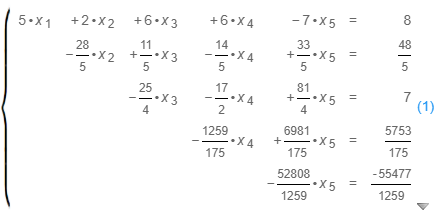 5·x1 +2·x2 +6·x3 +6·x4 -7·x5 = 8
-28/5·x2 +11/5·x3 -14/5·x4 +33/5·x5 = 48/5
-25/4·x3 -17/2·x4 +81/4·x5 = 7 (1)
-1259/175·x4 +6981/175·x5 = 5753/175
-52808/1259·x5 = -55477/1259